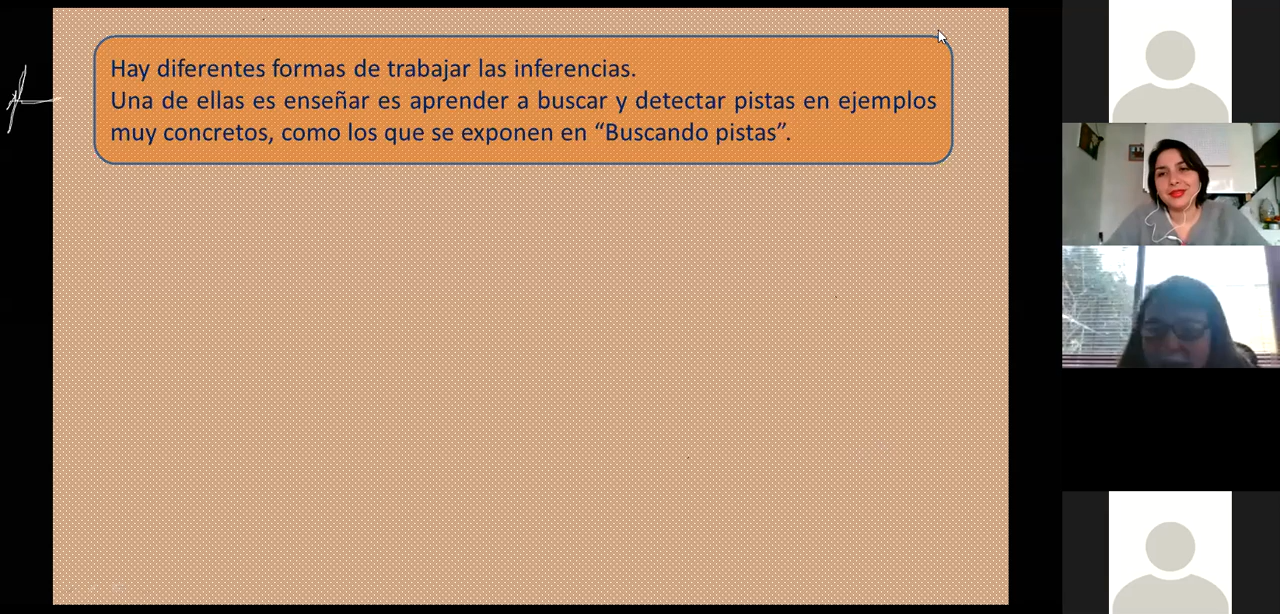 Hay diferentes formas de trabajar las inferencias.
Una de ellas es enseñar es aprender a buscar y detectar pistas en ejemplos
muy concretos, como los que se exponen en “Buscando pistas”.